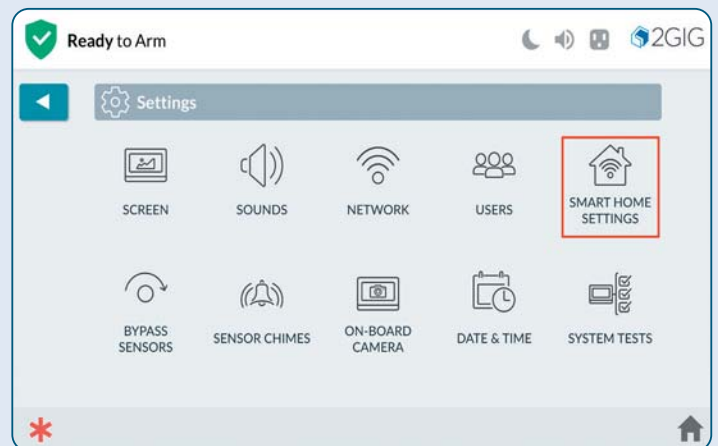 Ready to Arm
2GIG
Settings
SCREEN
SOUNDS
NETWORK
USERS
SMART HOME
SETTINGS
BYPASS
SENSORS
SENSOR CHIMES
ON-BOARD
CAMERA
DATE & TIME
SYSTEM TESTS